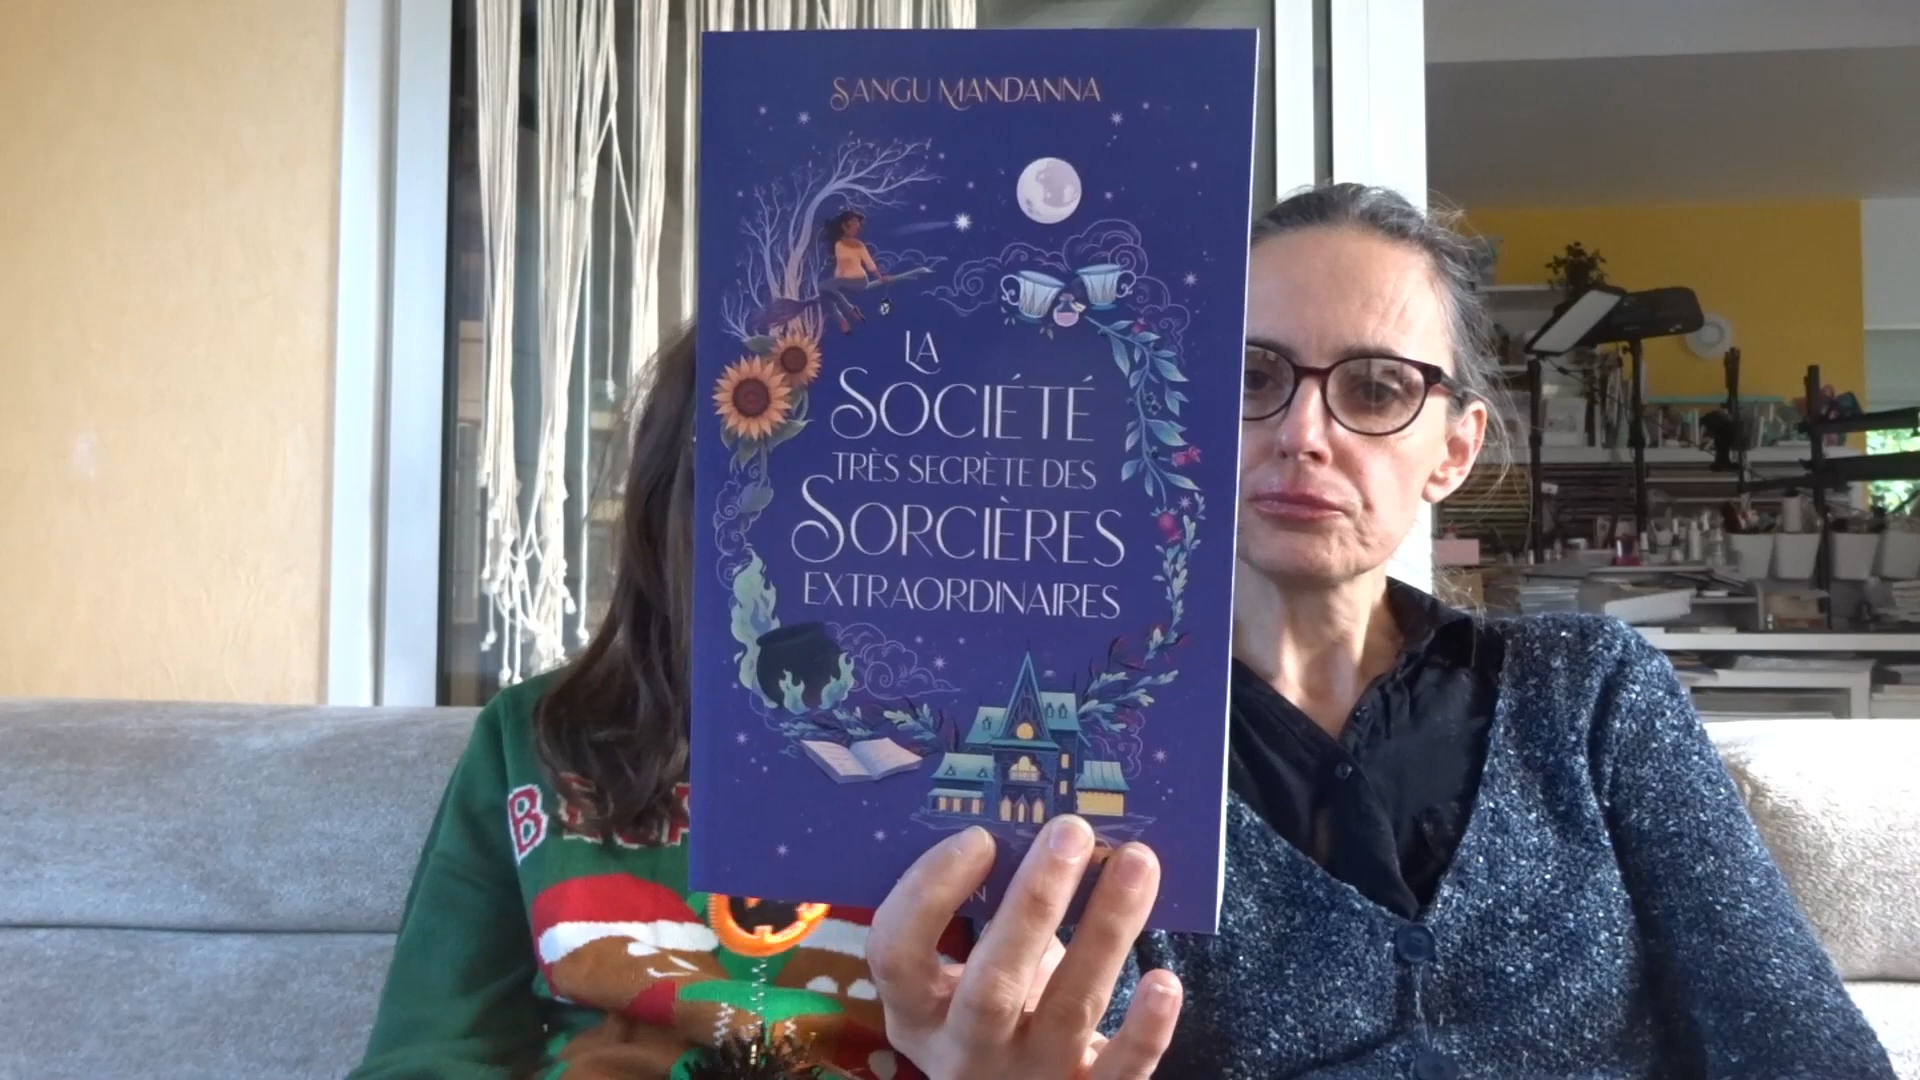 SANGU MANDANNA
LA
SOCIÉTÉ
TRÈS SECRÈTE DES
SORCIÈRES
EXTRAORDINAIRES